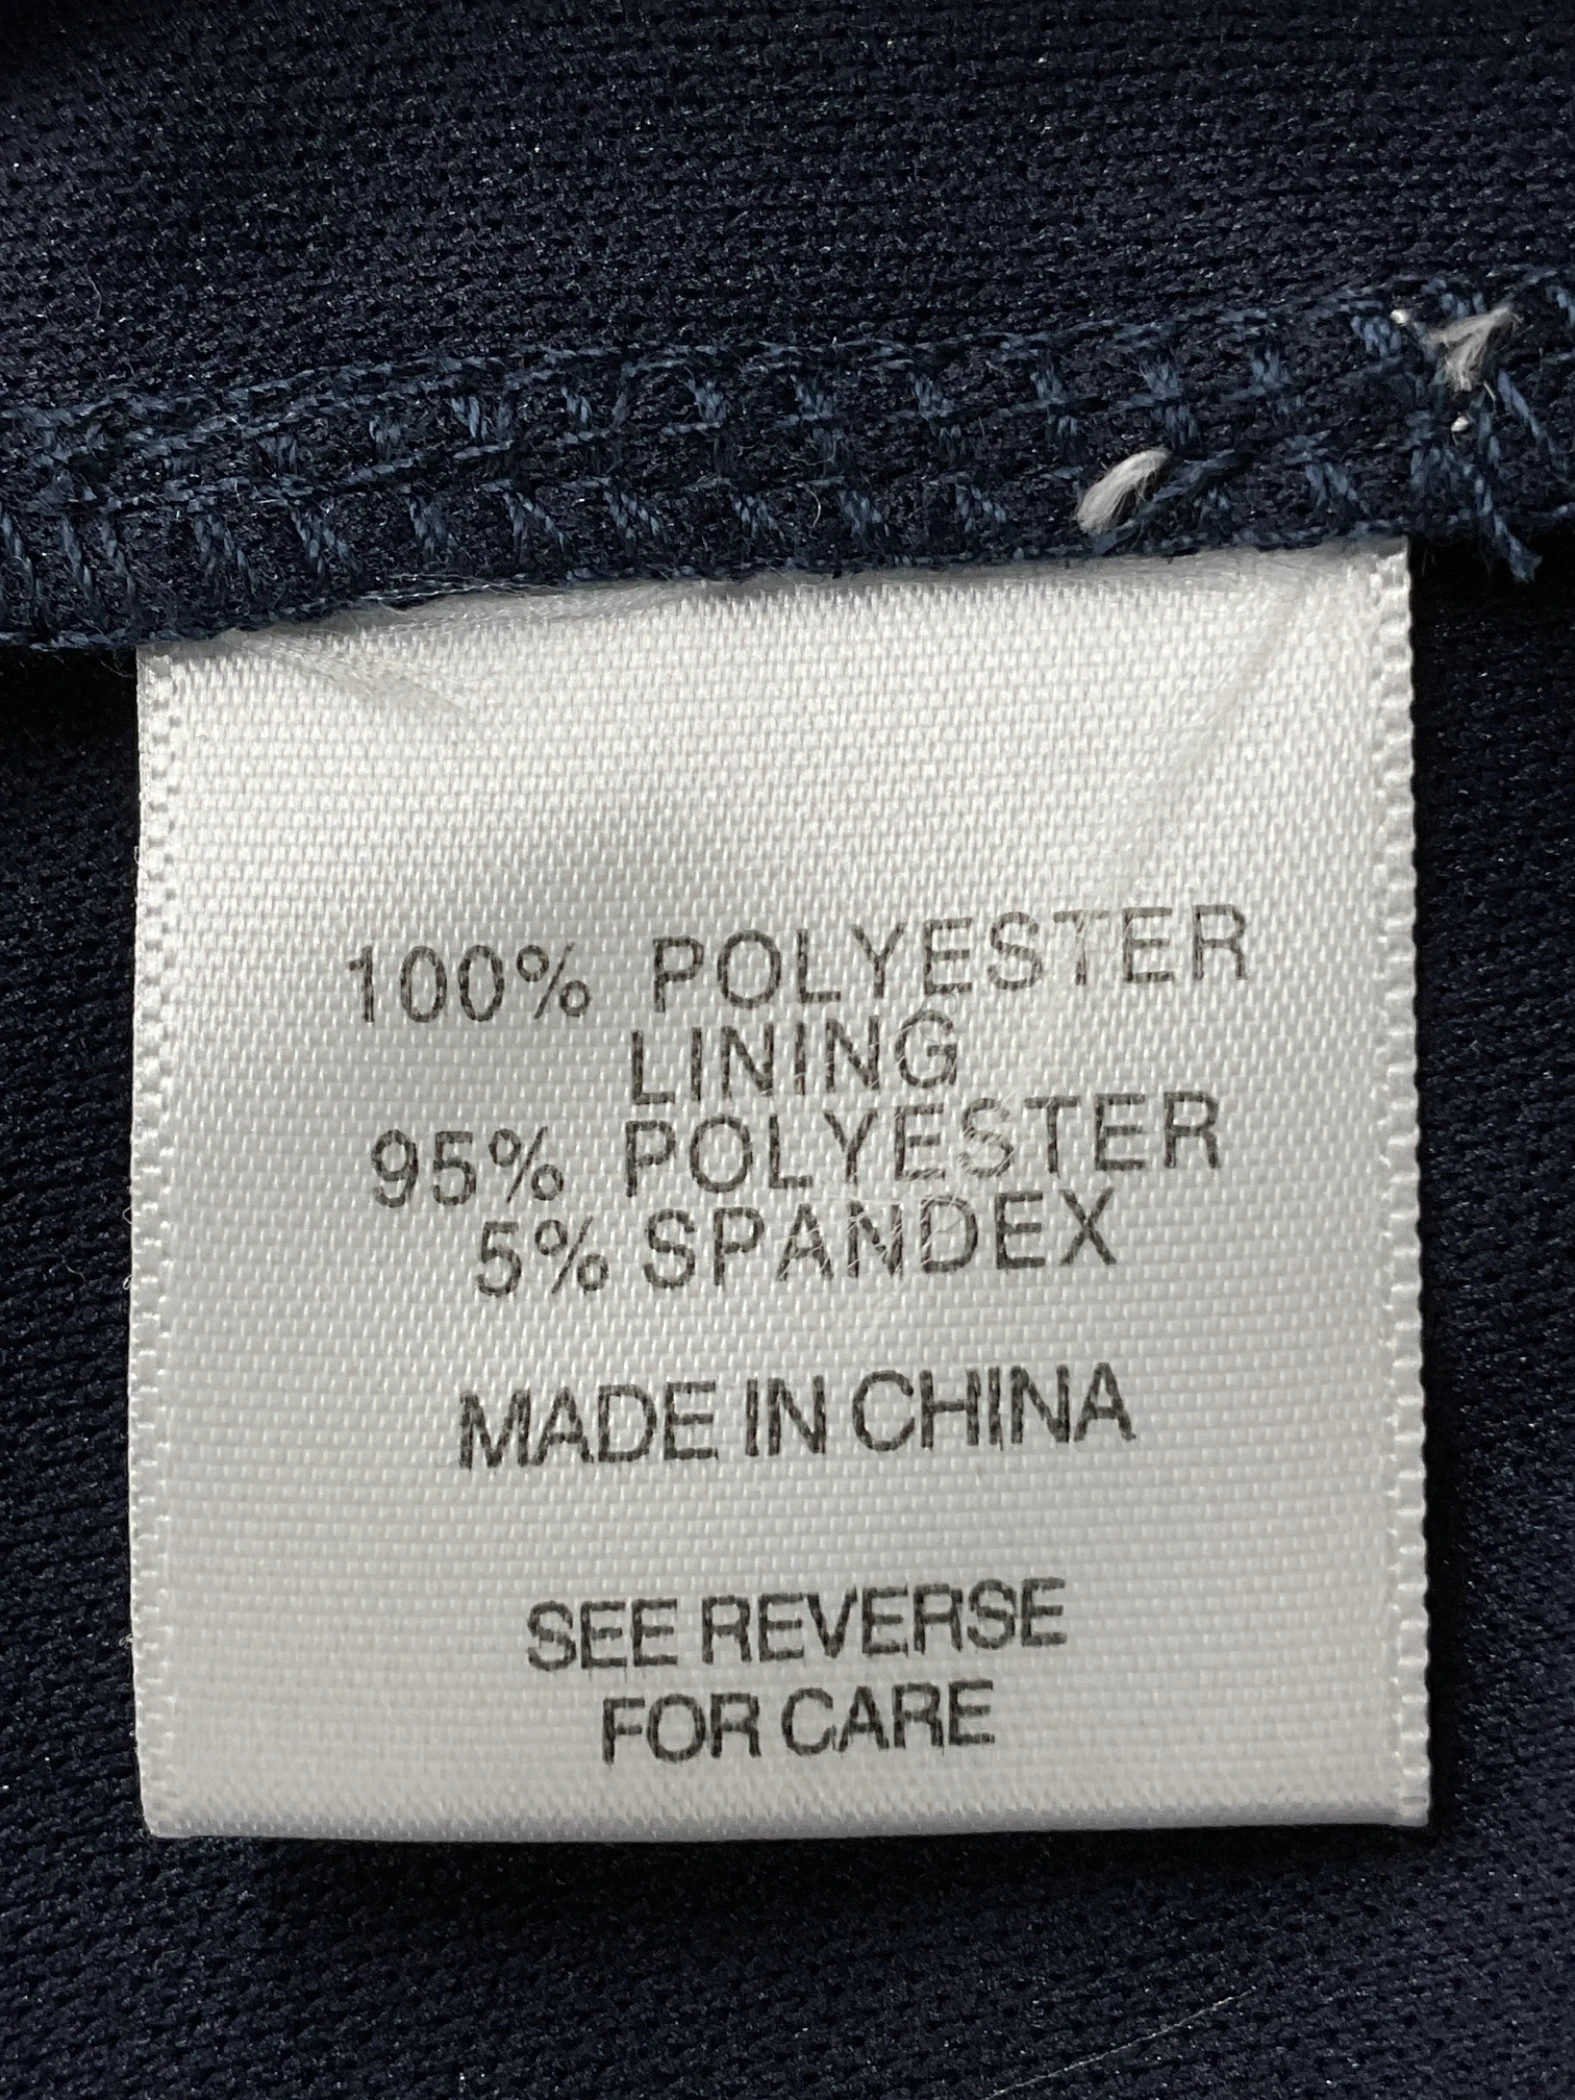 100% POLYESTER
LINING
95% POLYESTER
5% SPANDEX
MADE IN CHINA
SEE REVERSE
FOR CARE